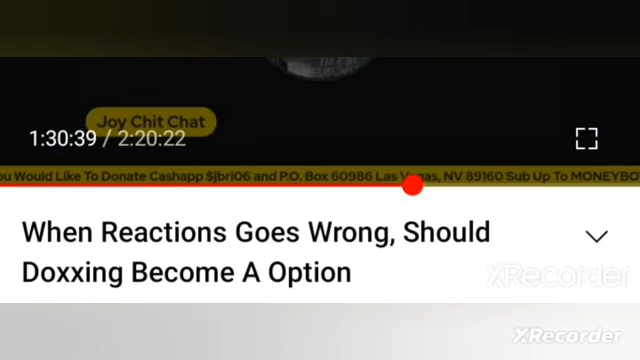 Joy Chit Chat
1:30:39 / 2:20:22
ou Would Like To Donate Cashapp $jbri06 and P.O. Box 60986 Las Vegas, NV 89160 Sub Up To MONEYBO
When Reactions Goes Wrong, Should
Doxxing Become A Option
XRecorder
XRecorder